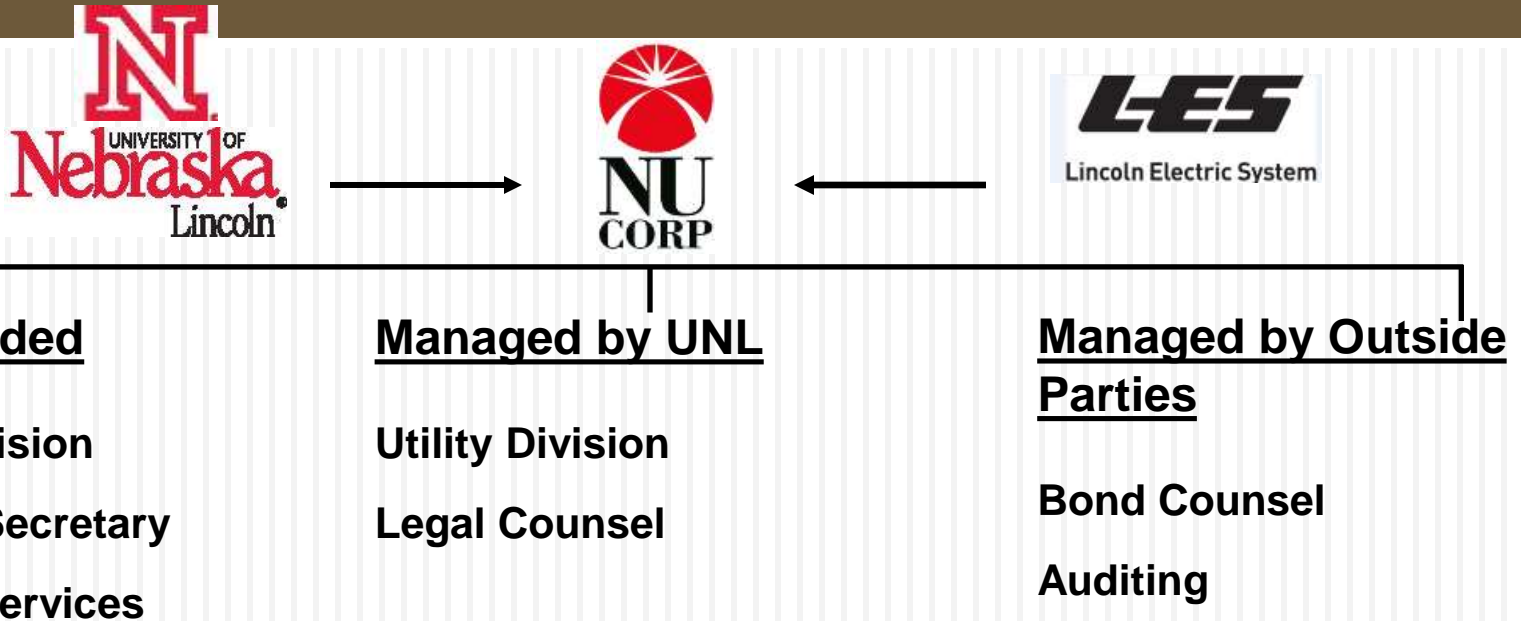 N
UNIVERSITY OF
Nebraska
Lincoln
NU
CORP
LES
Lincoln Electric System
ded
ision
Secretary
ervices
Managed by UNL
Utility Division
Legal Counsel
Managed by Outside
Parties
Bond Counsel
Auditing